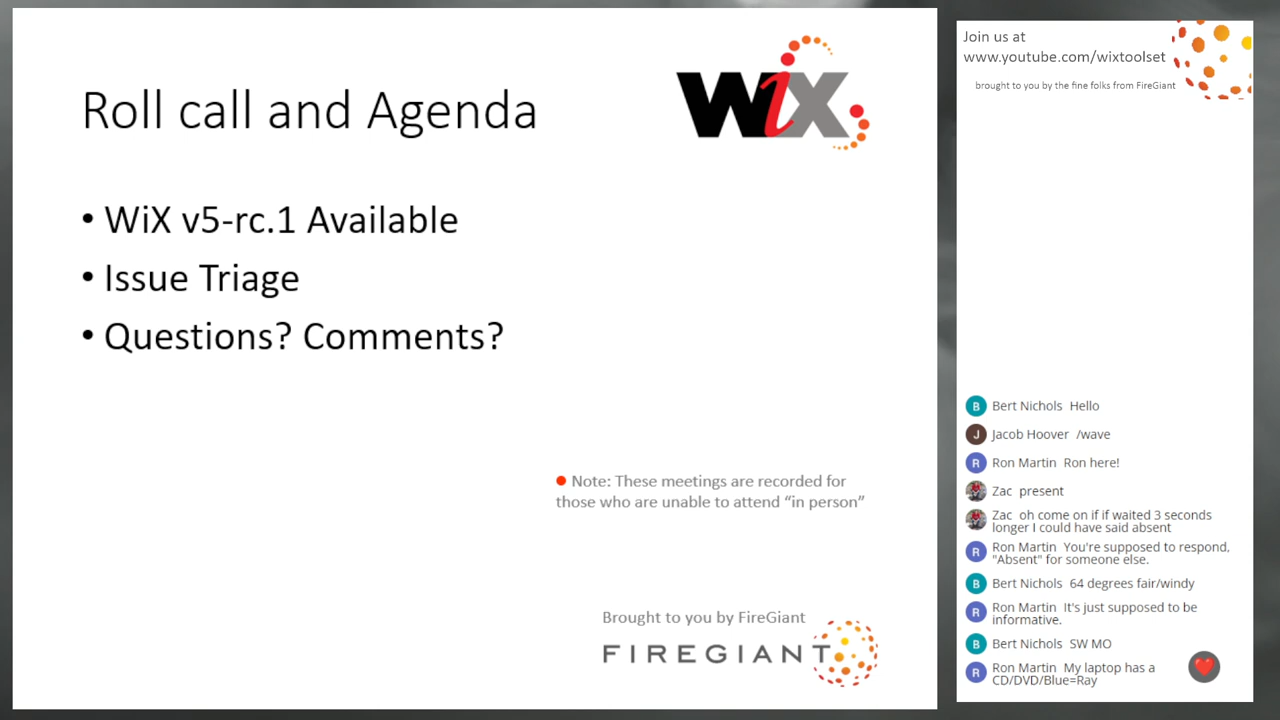 Roll call and Agenda
WiX
• WiX v5-rc.1 Available
• Issue Triage
• Questions? Comments?
Note: These meetings are recorded for
those who are unable to attend “in person”
Brought to you by FireGiant
FIREGIANT
Join us at
www.youtube.com/wixtoolset
brought to you by the fine folks from FireGiant
B Bert Nichols Hello
J Jacob Hoover /wave
R Ron Martin Ron here!
Zac present
Zac oh come on if if waited 3 seconds
longer I could have said absent
R Ron Martin You're supposed to respond,
"Absent" for someone else.
B Bert Nichols 64 degrees fair/windy
R Ron Martin It's just supposed to be
informative.
B Bert Nichols SW MO
R Ron Martin My laptop has a
CD/DVD/Blue=Ray